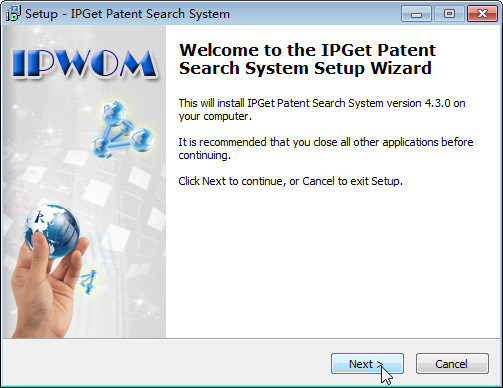 Setup - IPGet Patent Search System
IPWOM
Welcome to the IPGet Patent
Search System Setup Wizard
This will install IPGet Patent Search System version 4.3.0 on
your computer.
It is recommended that you close all other applications before
continuing.
Click Next to continue, or Cancel to exit Setup.
R
Next >
Cancel